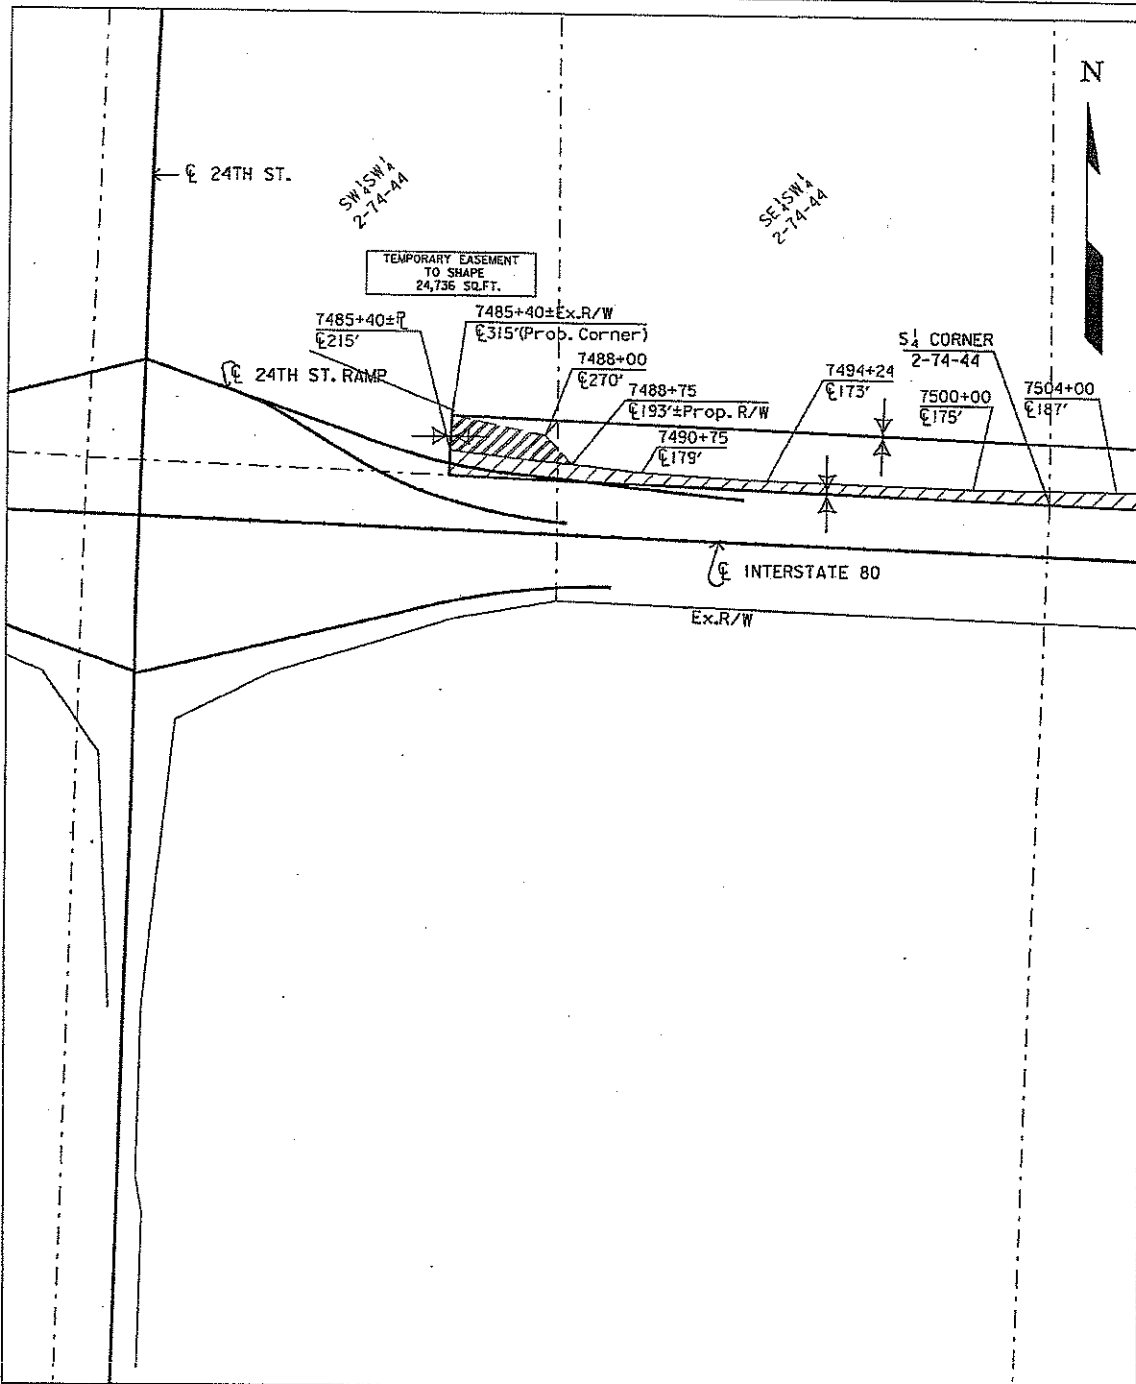 N
℄ 24TH ST.
SW¼SW¼
2-74-44
SE¼SW¼
2-74-44
TEMPORARY EASEMENT
TO SHAPE
24,736 SQ.FT.
7485+40±℄
℄215'
7485+40±Ex.R/W
℄315'(Prop. Corner)
℄ 24TH ST. RAMP
7488+00
℄270'
7488+75
℄193'±Prop. R/W
7490+75
℄179'
7494+24
℄173'
S¼ CORNER
2-74-44
7500+00
℄175'
7504+00
℄187'
℄ INTERSTATE 80
Ex.R/W